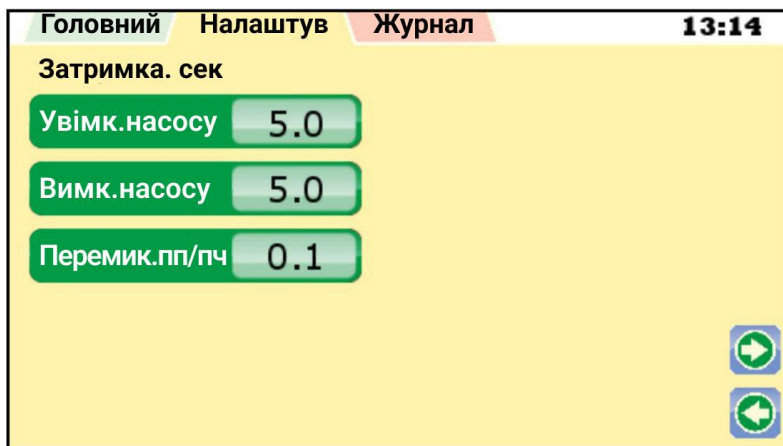 Головний Налаштув Журнал 13:14
Затримка. сек
Увімк.насосу 5.0
Вимк.насосу 5.0
Перемик.пп/пч 0.1